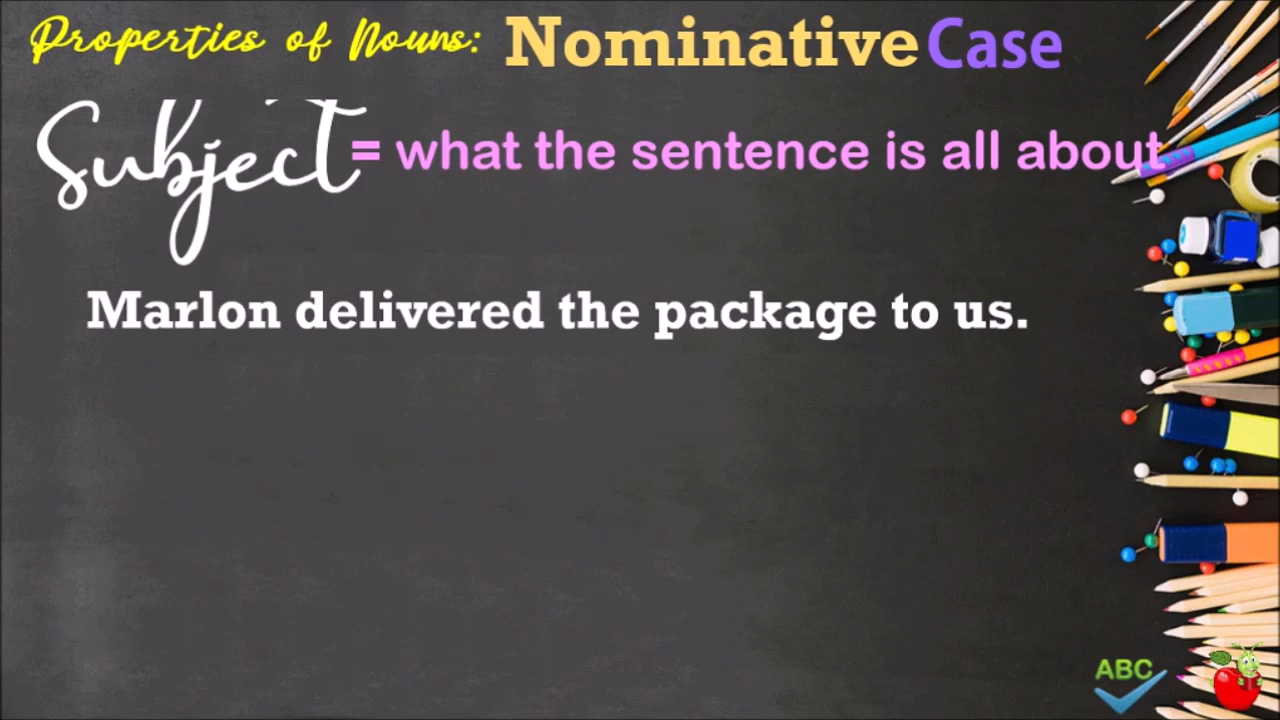 Properties of Nouns: Nominative Case
Subject = what the sentence is all about
Marlon delivered the package to us.
ABC